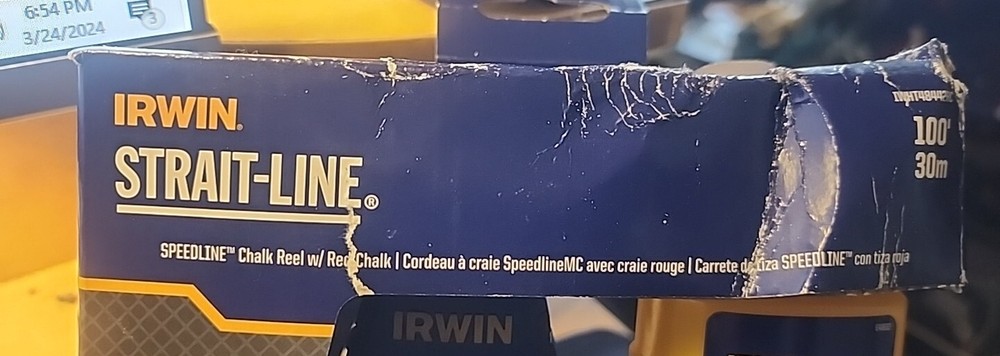 6:54 PM
3/24/2024
3
IRWIN®
STRAIT-LINE®
100'
30m
SPEEDLINE™ Chalk Reel w/ Red Chalk | Cordeau à craie SpeedlineMC avec craie rouge | Carrete de tiza SPEEDLINE™ con tiza roja
IRWIN